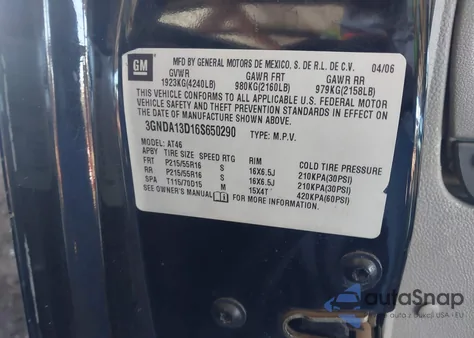 GM
MFD BY GENERAL MOTORS DE MEXICO, S. DE R.L. DE C.V. 04/06
GVWR GAWR FRT GAWR RR
1923KG(4240LB) 980KG(2160LB) 979KG(2158LB)
THIS VEHICLE CONFORMS TO ALL APPLICABLE U.S. FEDERAL MOTOR
VEHICLE SAFETY AND THEFT PREVENTION STANDARDS IN EFFECT ON
THE DATE OF MANUFACTURE SHOWN ABOVE.
3GNDA13D16S650290 TYPE: M.P.V.
MODEL: AT46
APBY TIRE SIZE SPEED RTG RIM COLD TIRE PRESSURE
FRT P215/55R16 S 16X6.5J 210KPA(30PSI)
RR P215/55R16 S 16X6.5J 210KPA(30PSI)
SPA T115/70D15 M 15X4T 420KPA(60PSI)
SEE OWNER'S MANUAL FOR MORE INFORMATION.
autoSnap
USA - EU